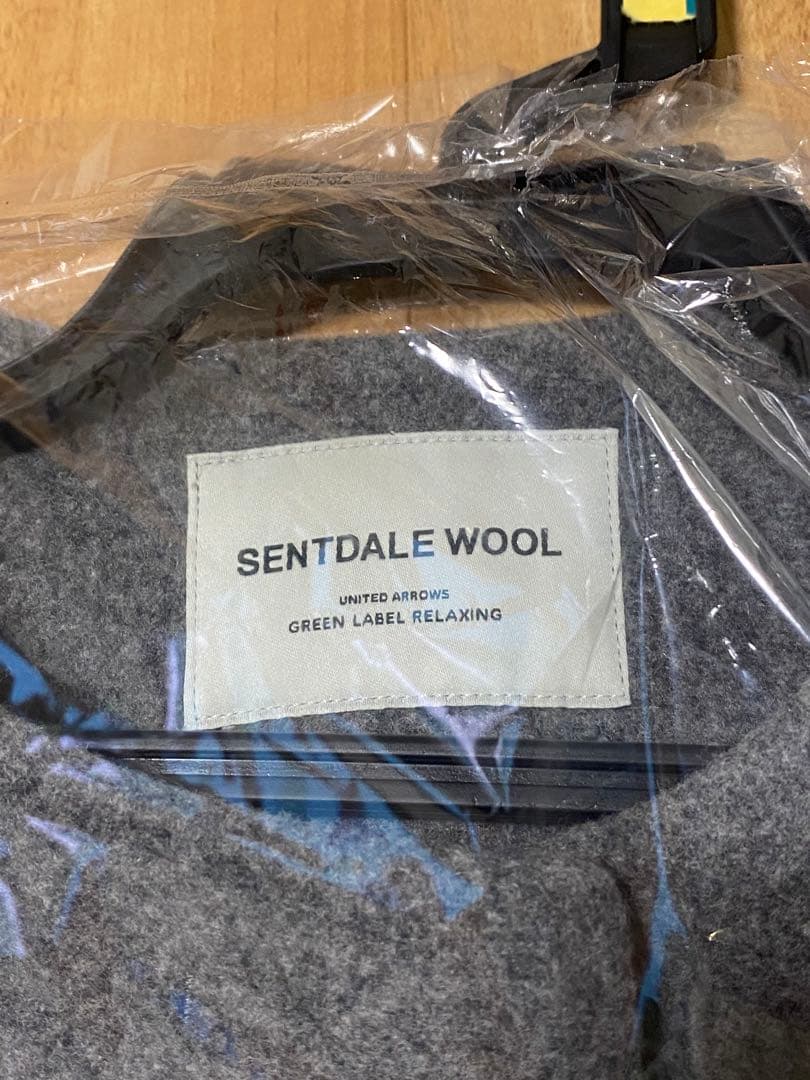 SENTDALE WOOL
UNITED ARROWS
GREEN LABEL RELAXING